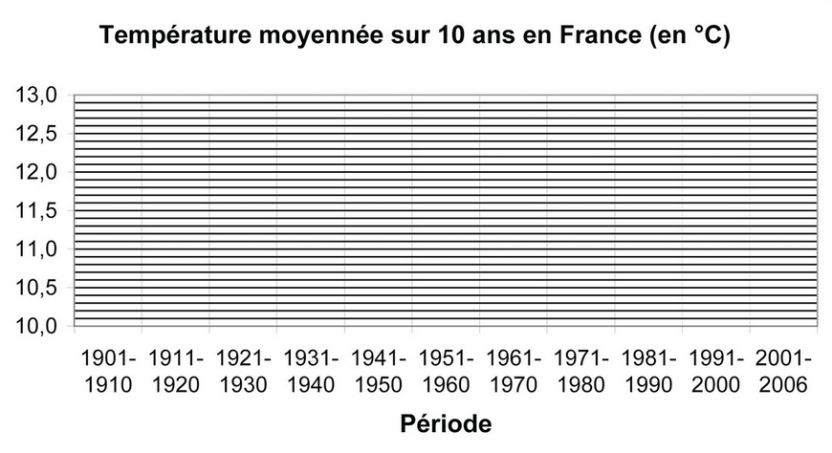 Température moyennée sur 10 ans en France (en °C)
13,0
12,5
12,0
11,5
11,0
10,5
10,0
1901- 1911- 1921- 1931- 1941- 1951- 1961- 1971- 1981- 1991- 2001-
1910 1920 1930 1940 1950 1960 1970 1980 1990 2000 2006
Période